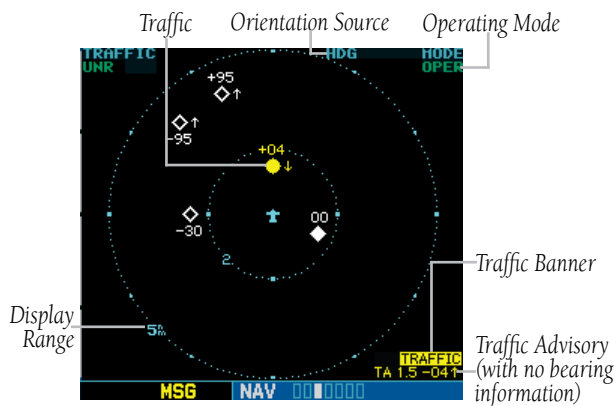 Traffic
Orientation Source
Operating Mode
TRAFFIC
HDG
MODE
UNR
OPER
+95
-95
+04
-30
00
2
Traffic Banner
Display
Range
5nm
TRAFFIC
TA 1.5 -04↑
Traffic Advisory
(with no bearing
information)
MSG
NAV